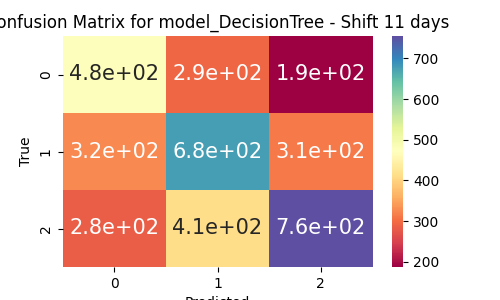 onfusion Matrix for model_DecisionTree - Shift 11 days
0 4.8e+02 2.9e+02 1.9e+02
1 3.2e+02 6.8e+02 3.1e+02
2 2.8e+02 4.1e+02 7.6e+02
0 1 2
True
Predicted
700
600
500
400
300
200